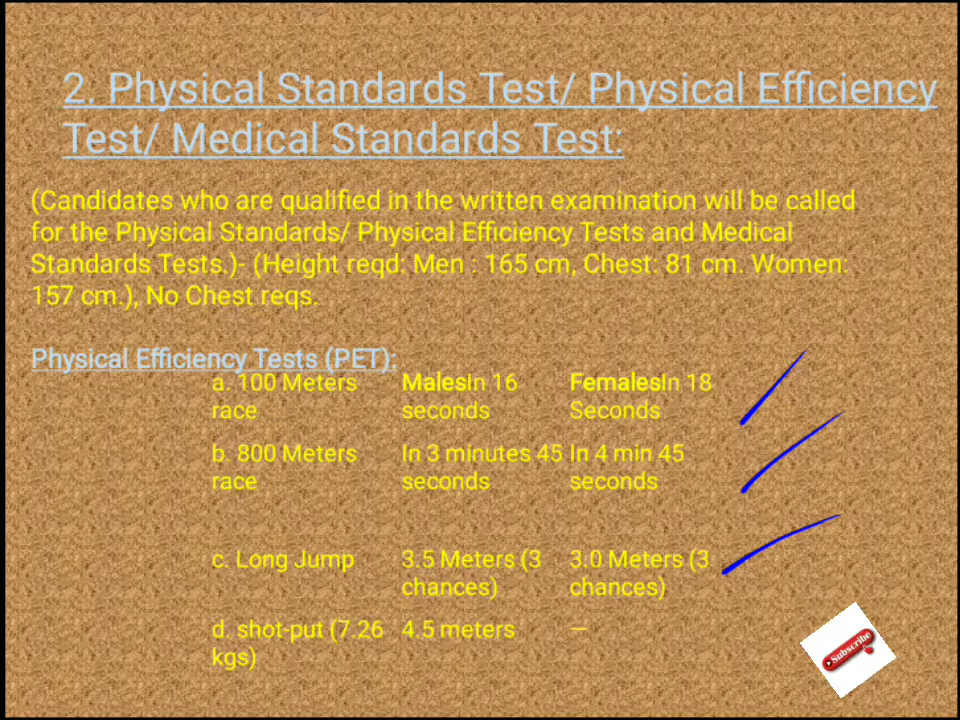 2. Physical Standards Test/ Physical Efficiency
Test/ Medical Standards Test:
(Candidates who are qualified in the written examination will be called
for the Physical Standards/ Physical Efficiency Tests and Medical
Standards Tests.)- (Height reqd: Men : 165 cm, Chest: 81 cm. Women:
157 cm.), No Chest reqs.
Physical Efficiency Tests (PET):
a. 100 Meters MalesIn 16 FemalesIn 18
race seconds Seconds
b. 800 Meters In 3 minutes 45 In 4 min 45
race seconds seconds
c. Long Jump 3.5 Meters (3 3.0 Meters (3
chances) chances)
d. shot-put (7.26 4.5 meters —
kgs)
Subscribe